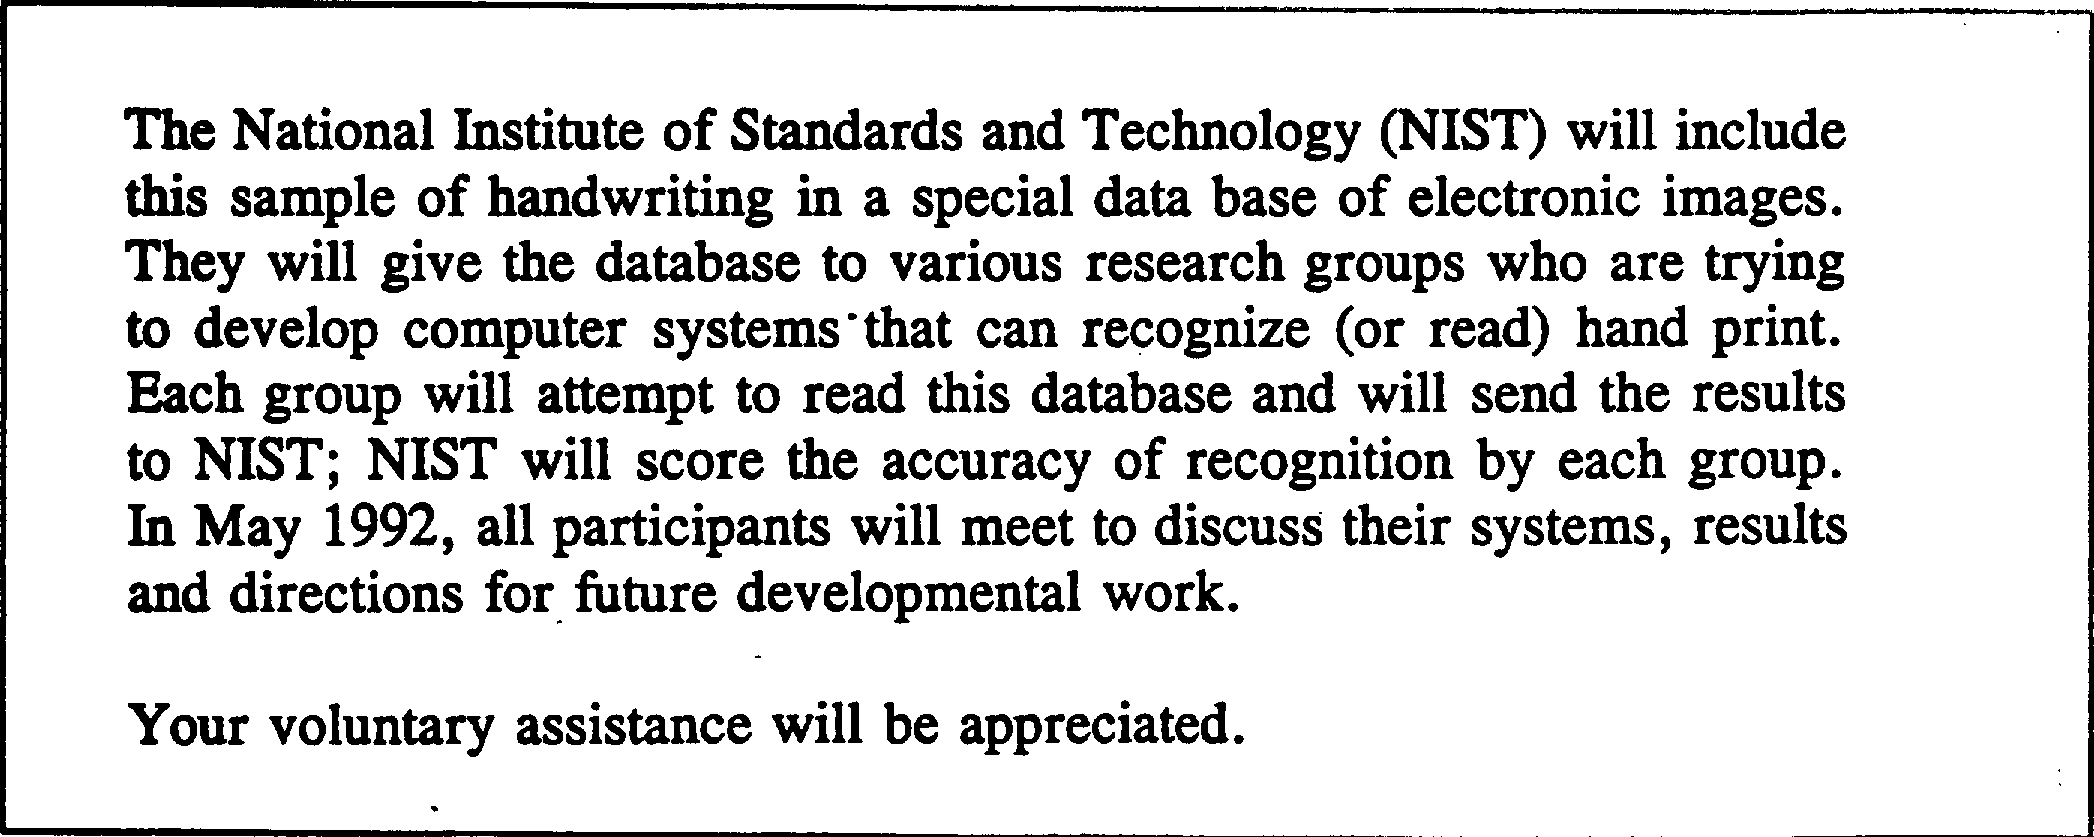 The National Institute of Standards and Technology (NIST) will include
this sample of handwriting in a special data base of electronic images.
They will give the database to various research groups who are trying
to develop computer systems that can recognize (or read) hand print.
Each group will attempt to read this database and will send the results
to NIST; NIST will score the accuracy of recognition by each group.
In May 1992, all participants will meet to discuss their systems, results
and directions for future developmental work.
Your voluntary assistance will be appreciated.